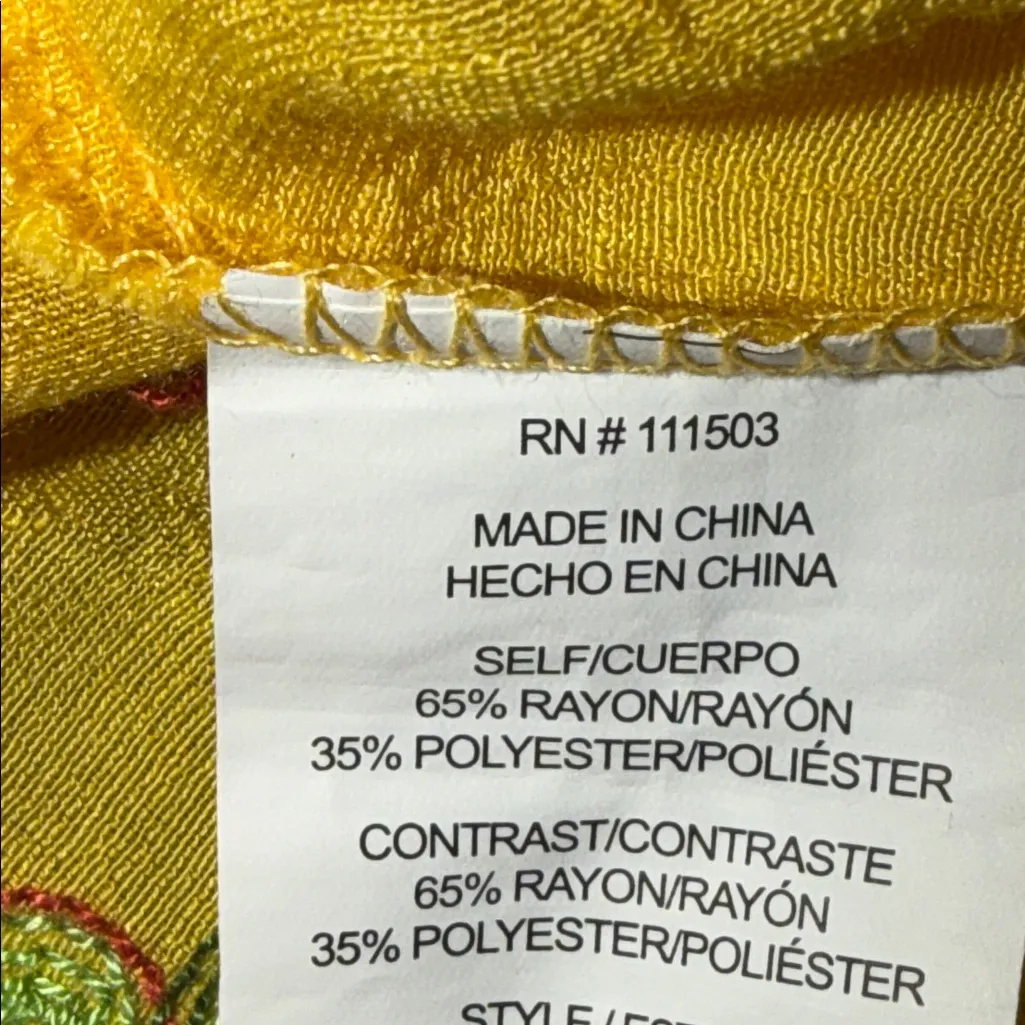 RN # 111503
MADE IN CHINA
HECHO EN CHINA
SELF/CUERPO
65% RAYON/RAYÓN
35% POLYESTER/POLIÉSTER
CONTRAST/CONTRASTE
65% RAYON/RAYÓN
35% POLYESTER/POLIÉSTER
STYLE/